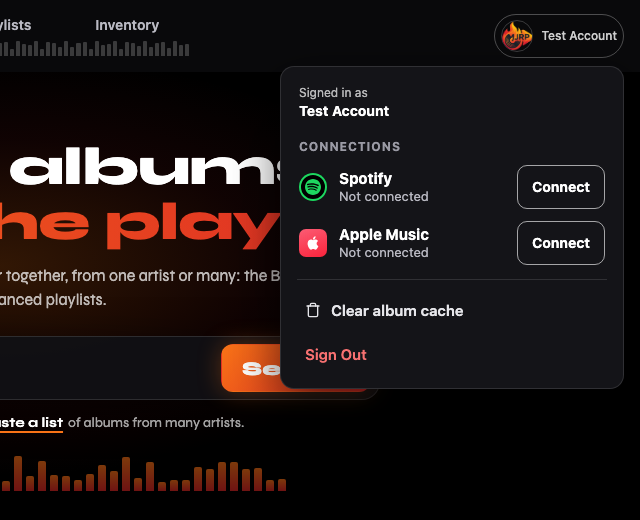 ylists
Inventory
Test Account
Signed in as
Test Account
CONNECTIONS
Spotify
Not connected
Connect
Apple Music
Not connected
Connect
Clear album cache
Sign Out
albums
he play
r together, from one artist or many: the B
anced playlists.
Se
ste a list of albums from many artists.